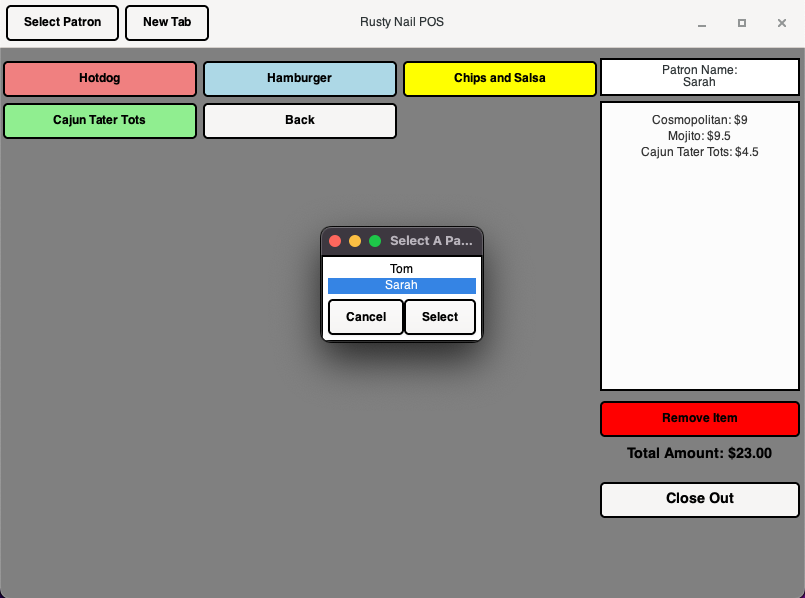 Select Patron
New Tab
Rusty Nail POS
Hotdog
Hamburger
Chips and Salsa
Cajun Tater Tots
Back
Patron Name:
Sarah
Cosmopolitan: $9
Mojito: $9.5
Cajun Tater Tots: $4.5
Select A Pa...
Tom
Sarah
Cancel
Select
Remove Item
Total Amount: $23.00
Close Out